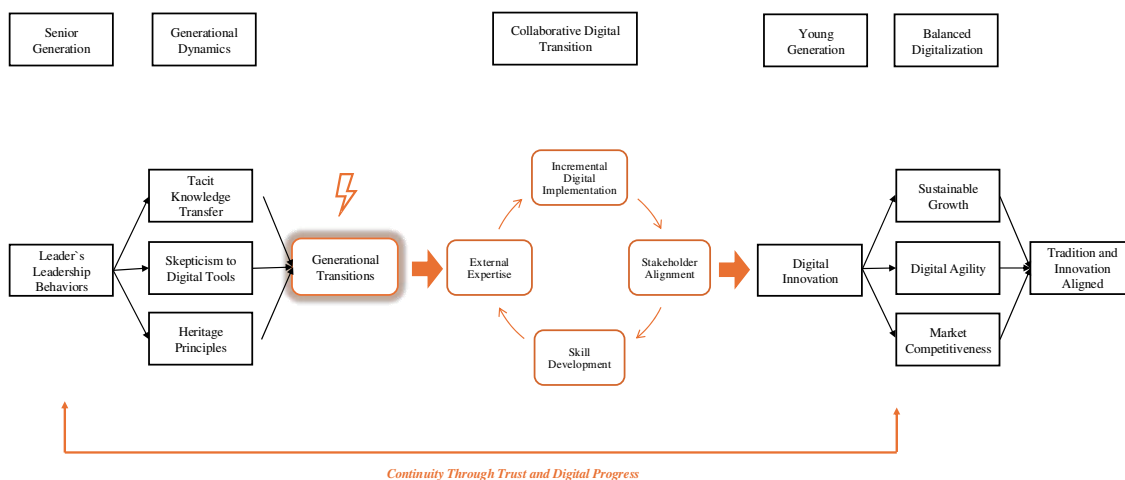 Senior
Generation
Generational
Dynamics
Collaborative Digital
Transition
Young
Generation
Balanced
Digitalization
Leader`s
Leadership
Behaviors
Tacit
Knowledge
Transfer
Skepticism to
Digital Tools
Heritage
Principles
Generational
Transitions
External
Expertise
Incremental
Digital
Implementation
Stakeholder
Alignment
Skill
Development
Digital
Innovation
Sustainable
Growth
Digital Agility
Market
Competitiveness
Tradition and
Innovation
Aligned
Continuity Through Trust and Digital Progress